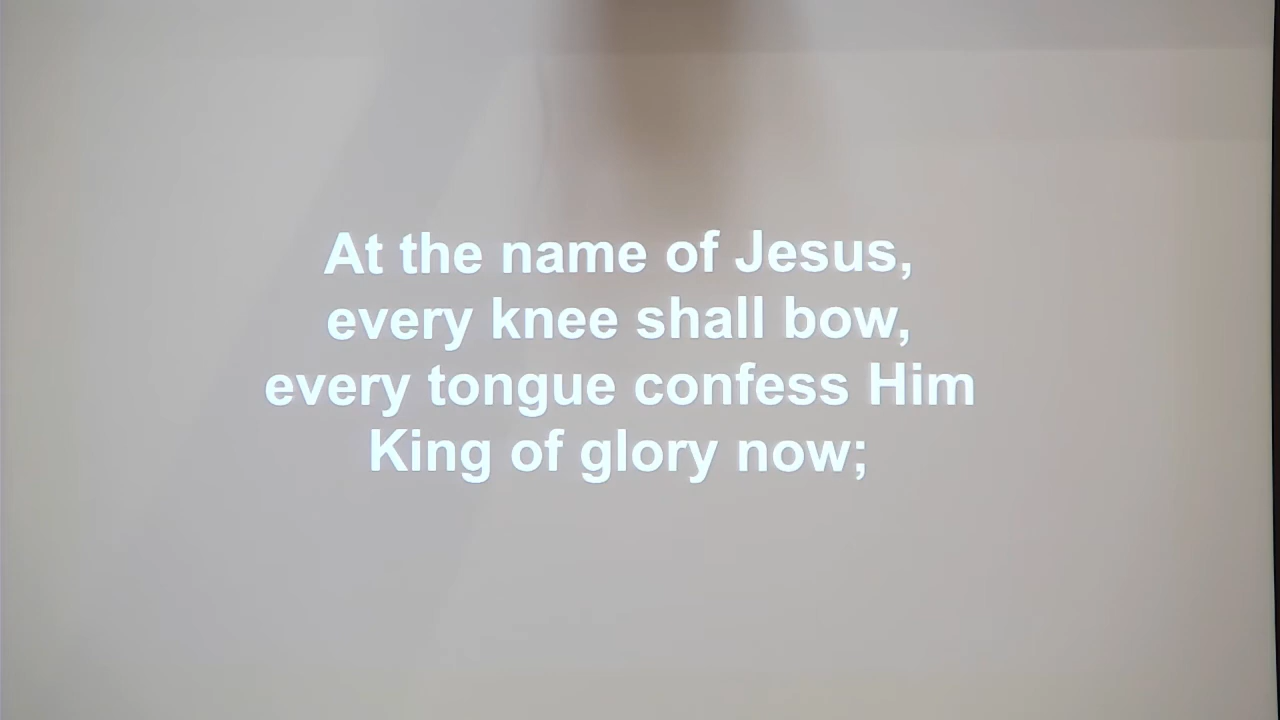 At the name of Jesus,
every knee shall bow,
every tongue confess Him
King of glory now;